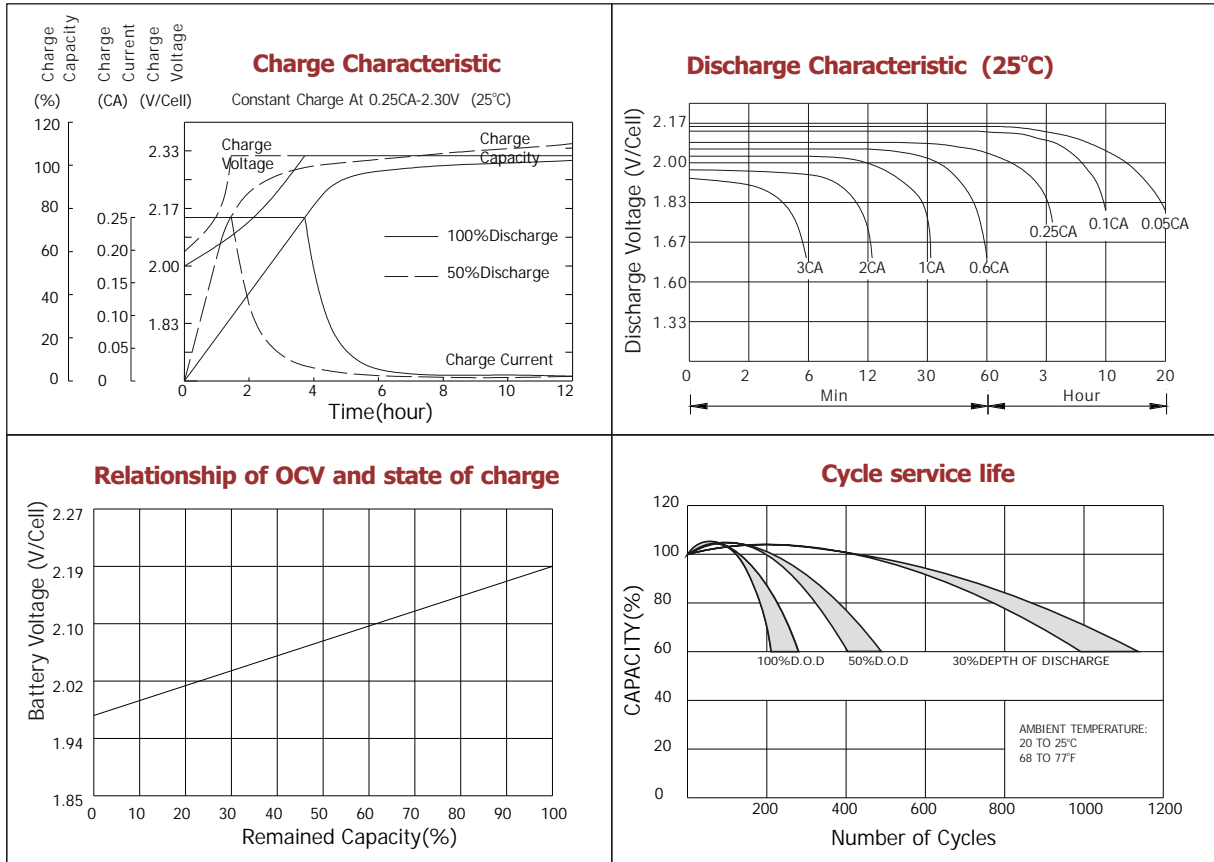 Charge Characteristic
Constant Charge At 0.25CA-2.30V (25°C)
Charge Capacity
Charge Current
Charge Voltage
(%)
(CA)
(V/Cell)
120
100
80
60
40
20
0
0.25
0.20
0.15
0.10
0.05
0
2.33
2.17
2.00
1.83
Charge
Voltage
Charge
Capacity
100%Discharge
50%Discharge
Charge Current
0 2 4 6 8 10 12
Time(hour)
Discharge Characteristic (25°C)
Discharge Voltage (V/Cell)
2.17
2.00
1.83
1.67
1.60
1.33
3CA
2CA
1CA
0.6CA
0.25CA
0.1CA
0.05CA
0 2 6 12 30 60 3 10 20
Min
Hour
Relationship of OCV and state of charge
Battery Voltage (V/Cell)
2.27
2.19
2.10
2.02
1.94
1.85
0 10 20 30 40 50 60 70 80 90 100
Remained Capacity(%)
Cycle service life
CAPACITY(%)
120
100
80
60
40
20
0
100%D.O.D
50%D.O.D
30%DEPTH OF DISCHARGE
AMBIENT TEMPERATURE:
20 TO 25°C
68 TO 77°F
200 400 600 800 1000 1200
Number of Cycles